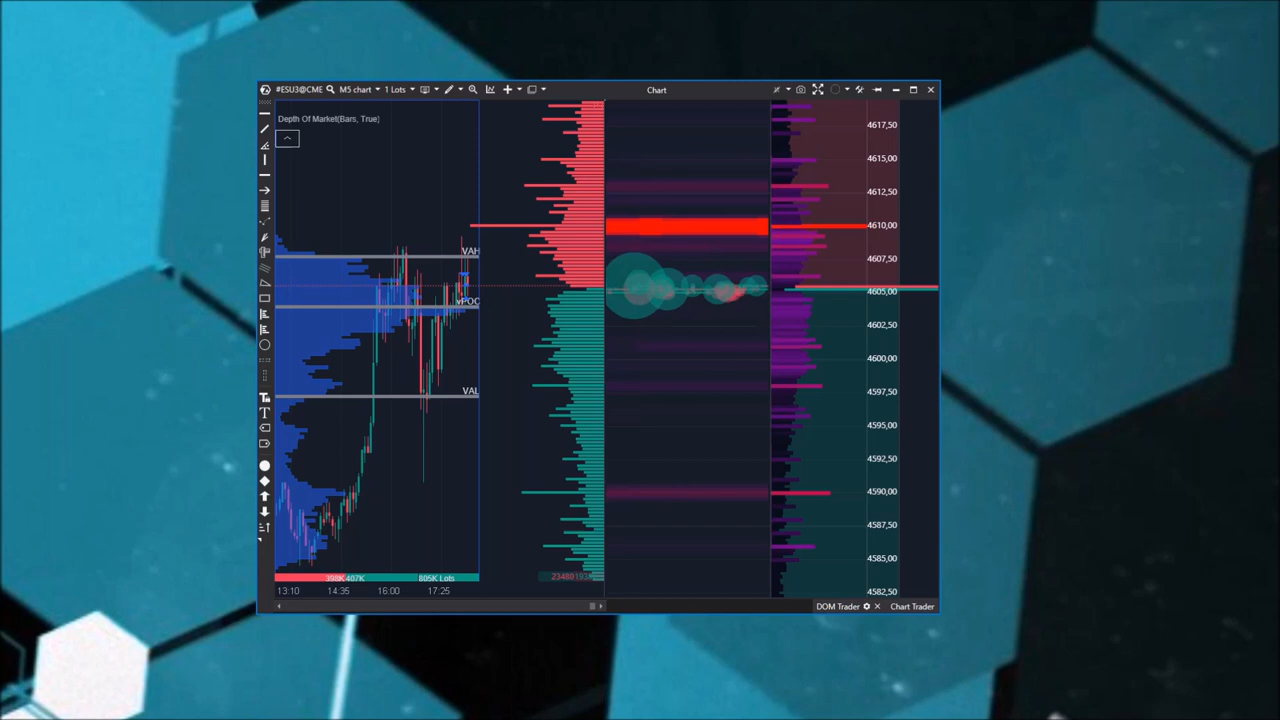 #ESU3@CME M5 chart 1 Lots Chart
Depth Of Market(Bars, True)
VAH
vPOC
VAL
398K 407K 805K Lots
13:10 14:35 16:00 17:25
4617,50
4615,00
4612,50
4610,00
4607,50
4605,00
4602,50
4600,00
4597,50
4595,00
4592,50
4590,00
4587,50
4585,00
4582,50
DOM Trader Chart Trader